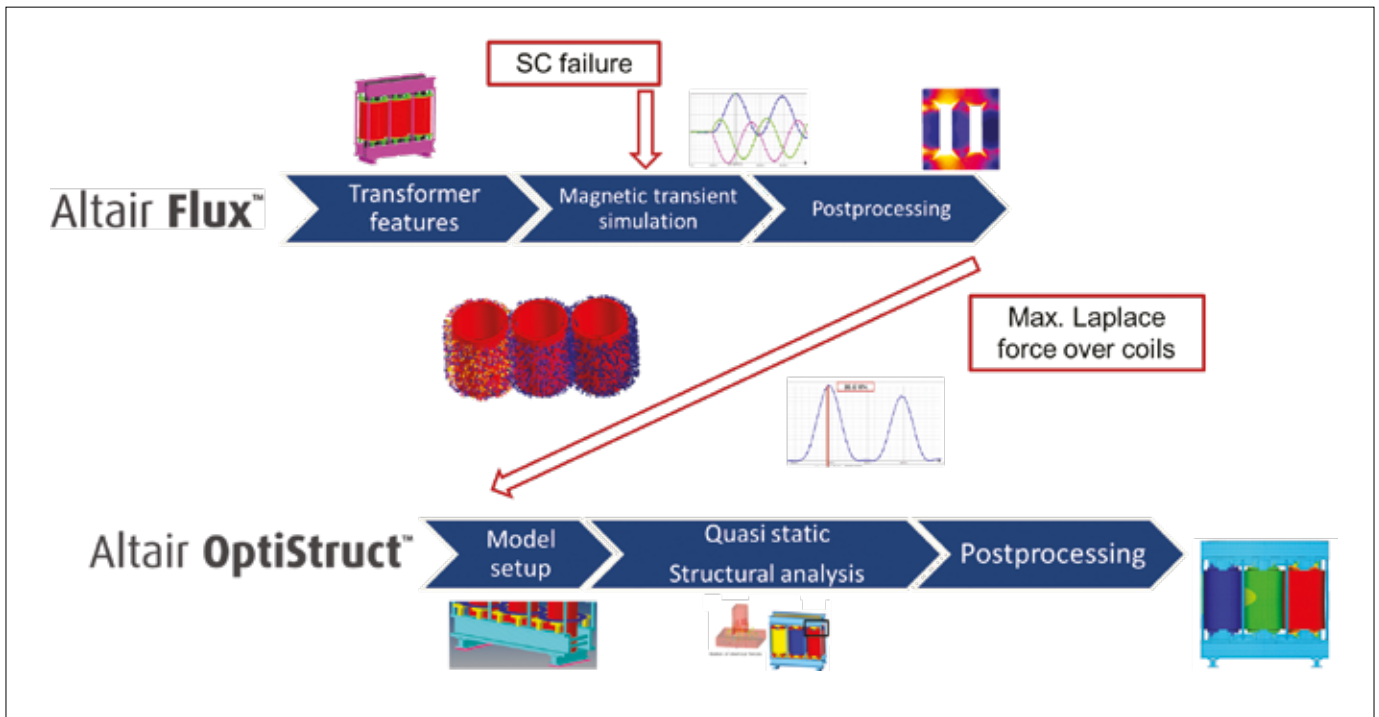 SC failure
Altair Flux™
Transformer
features
Magnetic transient
simulation
Postprocessing
Max. Laplace
force over coils
Altair OptiStruct™
Model
setup
Quasi static
Structural analysis
Postprocessing